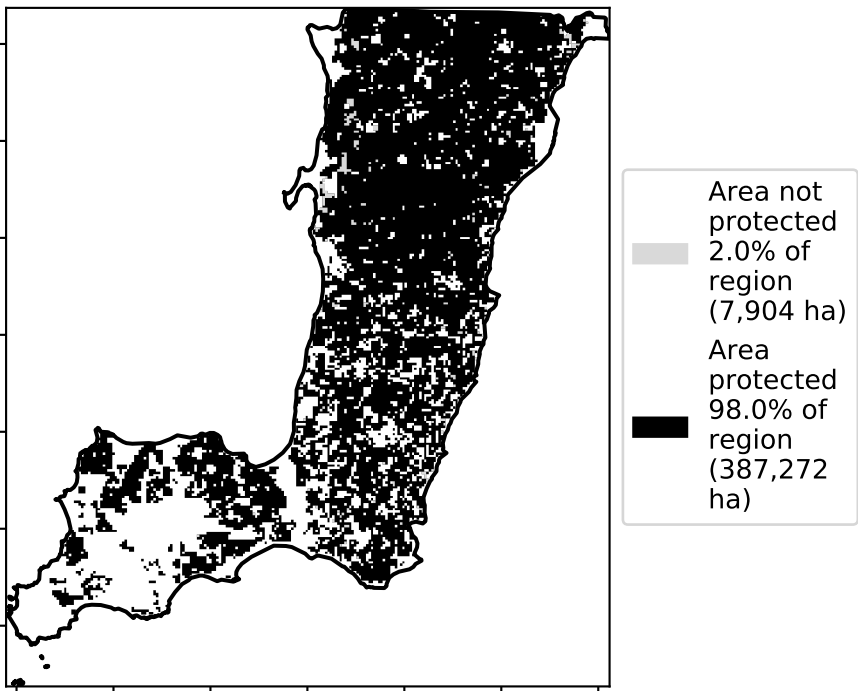 Area not
protected
2.0% of
region
(7,904 ha)
Area
protected
98.0% of
region
(387,272
ha)